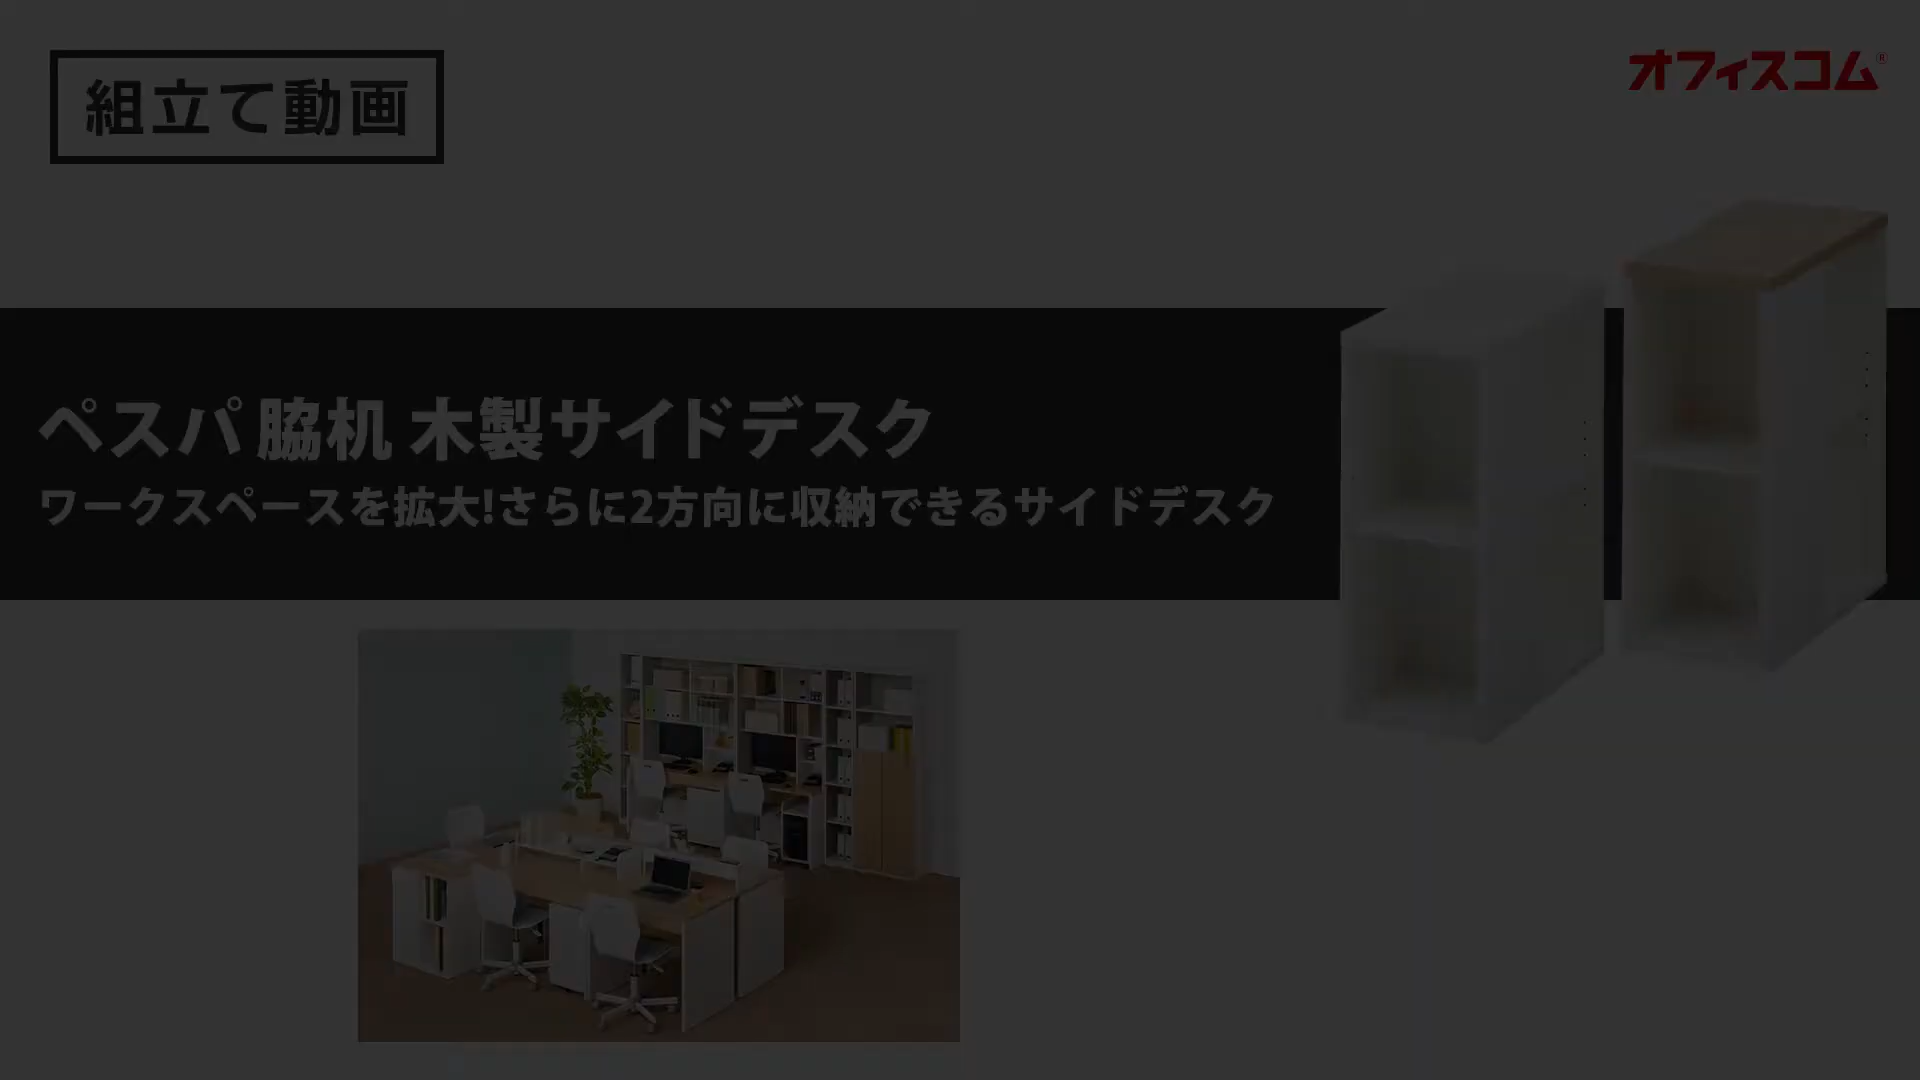 組立て動画
オフィスコム®
ペスパ 脇机 木製サイドデスク
ワークスペースを拡大!さらに2方向に収納できるサイドデスク